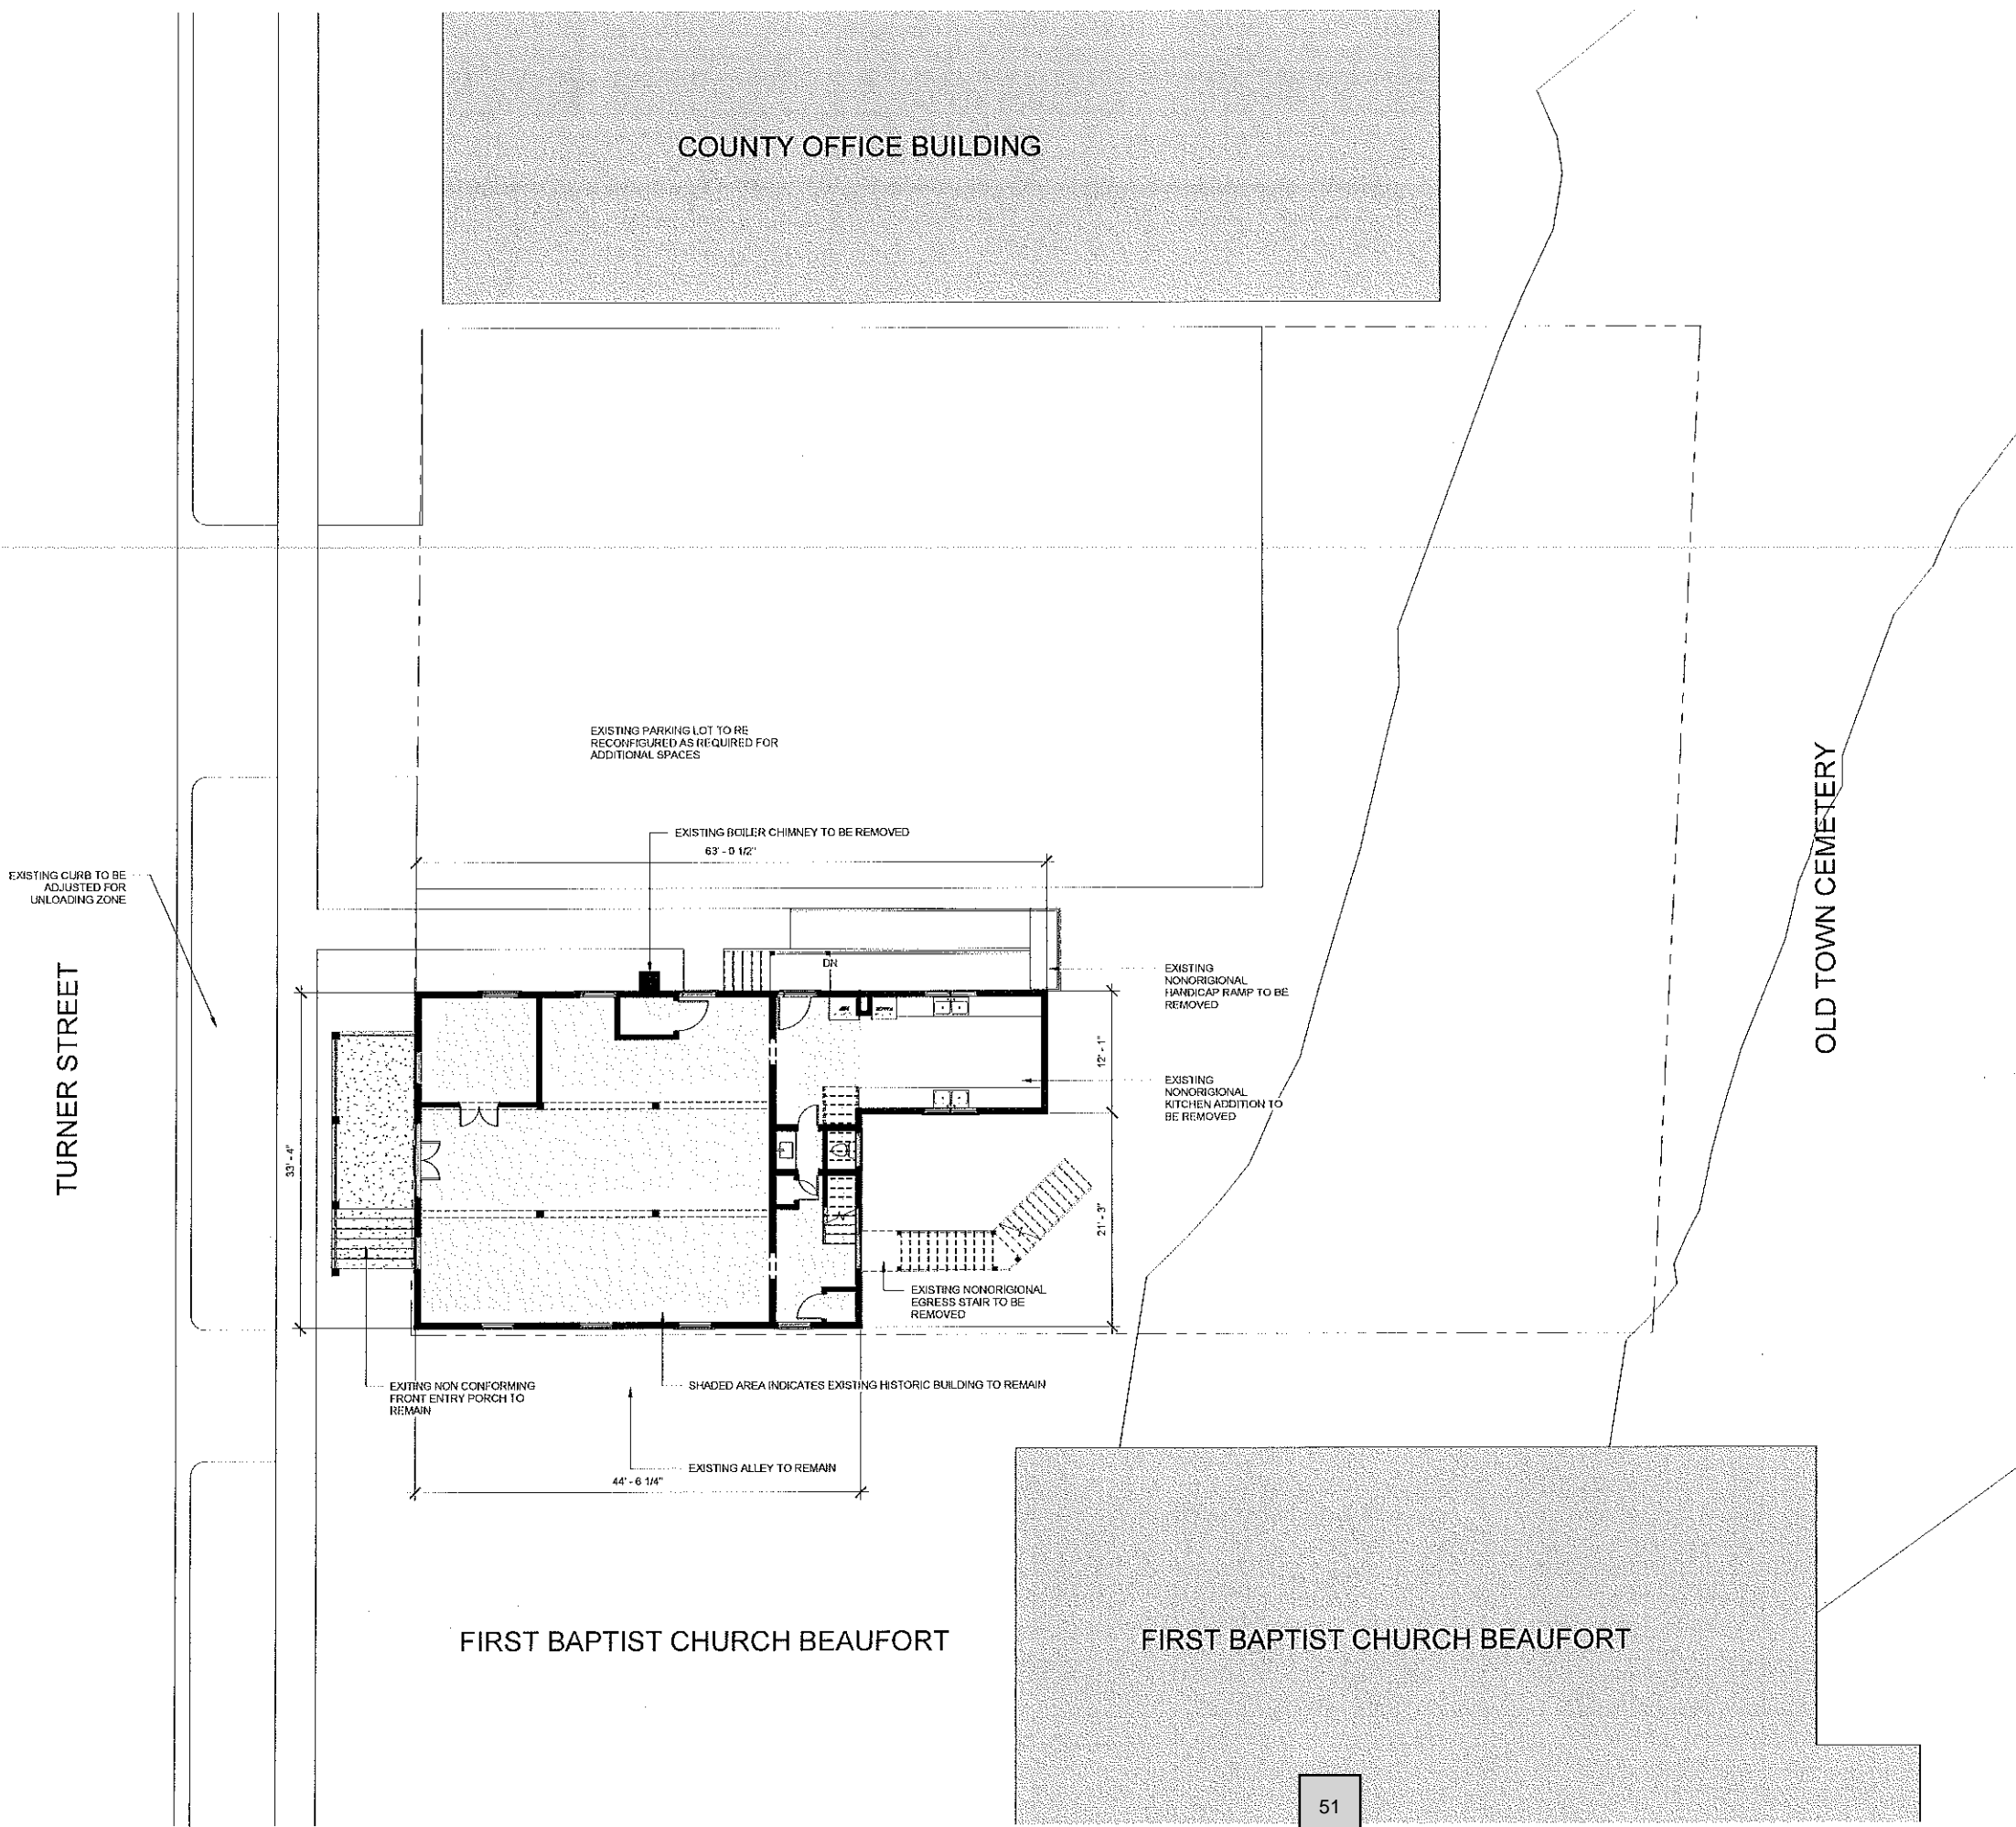 COUNTY OFFICE BUILDING
EXISTING PARKING LOT TO RE
RECONFIGURED AS REQUIRED FOR
ADDITIONAL SPACES
EXISTING BOILER CHIMNEY TO BE REMOVED
63' - 0 1/2"
EXISTING CURB TO BE
ADJUSTED FOR
UNLOADING ZONE
TURNER STREET
OLD TOWN CEMETERY
DN
EXISTING
NONORIGIONAL
HANDICAP RAMP TO BE
REMOVED
12' - 1"
EXISTING
NONORIGIONAL
KITCHEN ADDITION TO
BE REMOVED
33' - 4"
21' - 3"
EXISTING NONORIGIONAL
EGRESS STAIR TO BE
REMOVED
EXITING NON CONFORMING
FRONT ENTRY PORCH TO
REMAIN
SHADED AREA INDICATES EXISTING HISTORIC BUILDING TO REMAIN
EXISTING ALLEY TO REMAIN
44' - 6 1/4"
FIRST BAPTIST CHURCH BEAUFORT
FIRST BAPTIST CHURCH BEAUFORT
51